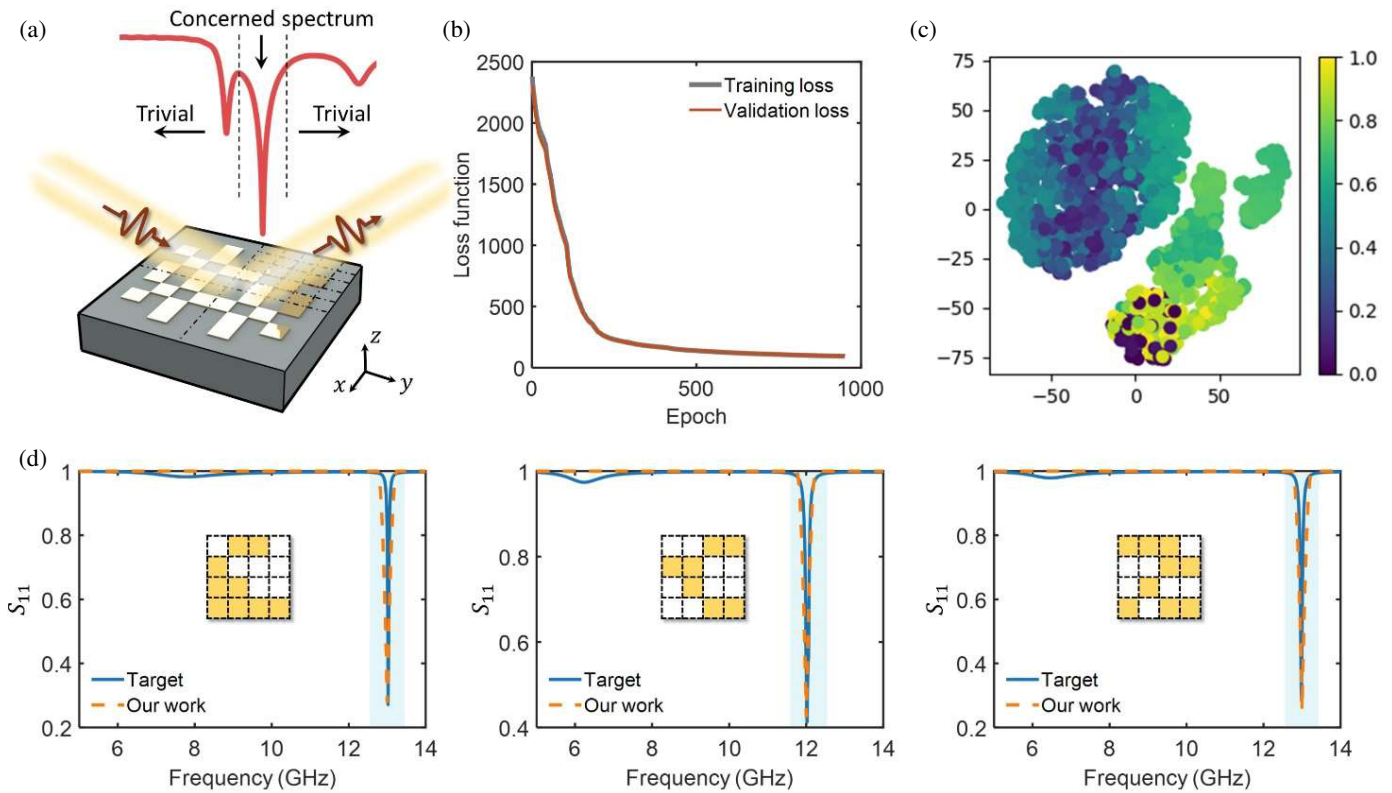 (a)
Concerned spectrum
Trivial
Trivial
z
x
y
(b)
2500
2000
1500
1000
500
0
0
500
1000
Loss function
Epoch
Training loss
Validation loss
(c)
75
50
25
0
−25
−50
−75
−50
0
50
1.0
0.8
0.6
0.4
0.2
0.0
(d)
1
0.8
0.6
0.4
0.2
S11
Target
Our work
6
8
10
12
14
Frequency (GHz)
1
0.8
0.6
0.4
S11
Target
Our work
6
8
10
12
14
Frequency (GHz)
1
0.8
0.6
0.4
0.2
S11
Target
Our work
6
8
10
12
14
Frequency (GHz)